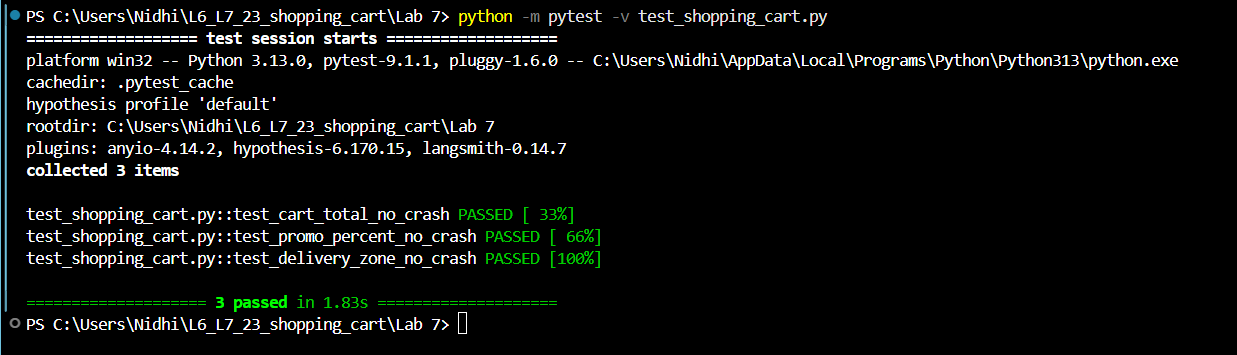 PS C:\Users\Nidhi\L6_L7_23_shopping_cart\Lab 7> python -m pytest -v test_shopping_cart.py
=================== test session starts ===================
platform win32 -- Python 3.13.0, pytest-9.1.1, pluggy-1.6.0 -- C:\Users\Nidhi\AppData\Local\Programs\Python\Python313\python.exe
cachedir: .pytest_cache
hypothesis profile 'default'
rootdir: C:\Users\Nidhi\L6_L7_23_shopping_cart\Lab 7
plugins: anyio-4.14.2, hypothesis-6.170.15, langsmith-0.14.7
collected 3 items
test_shopping_cart.py::test_cart_total_no_crash PASSED [ 33%]
test_shopping_cart.py::test_promo_percent_no_crash PASSED [ 66%]
test_shopping_cart.py::test_delivery_zone_no_crash PASSED [100%]
==================== 3 passed in 1.83s ====================
PS C:\Users\Nidhi\L6_L7_23_shopping_cart\Lab 7>